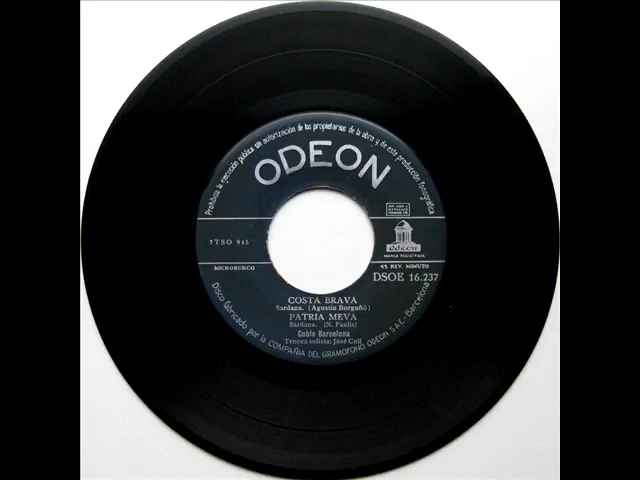 Prohibida la ejecución pública sin autorización de los propietarios de la obra y de esta producción fonográfica
ODEON
7TSO 945
odeon
MARCA REGISTRADA
MICROSURCO
45 REV. MINUTO
DSOE 16.237
COSTA BRAVA
Sardana. (Agustín Borguñó)
PATRIA MEVA
Sardana. (N. Paulís)
Cobla Barcelona
Tenora solista: José Coll
Disco fabricado por la COMPAÑIA DEL GRAMOFONO ODEON S.A.E.-Barcelona